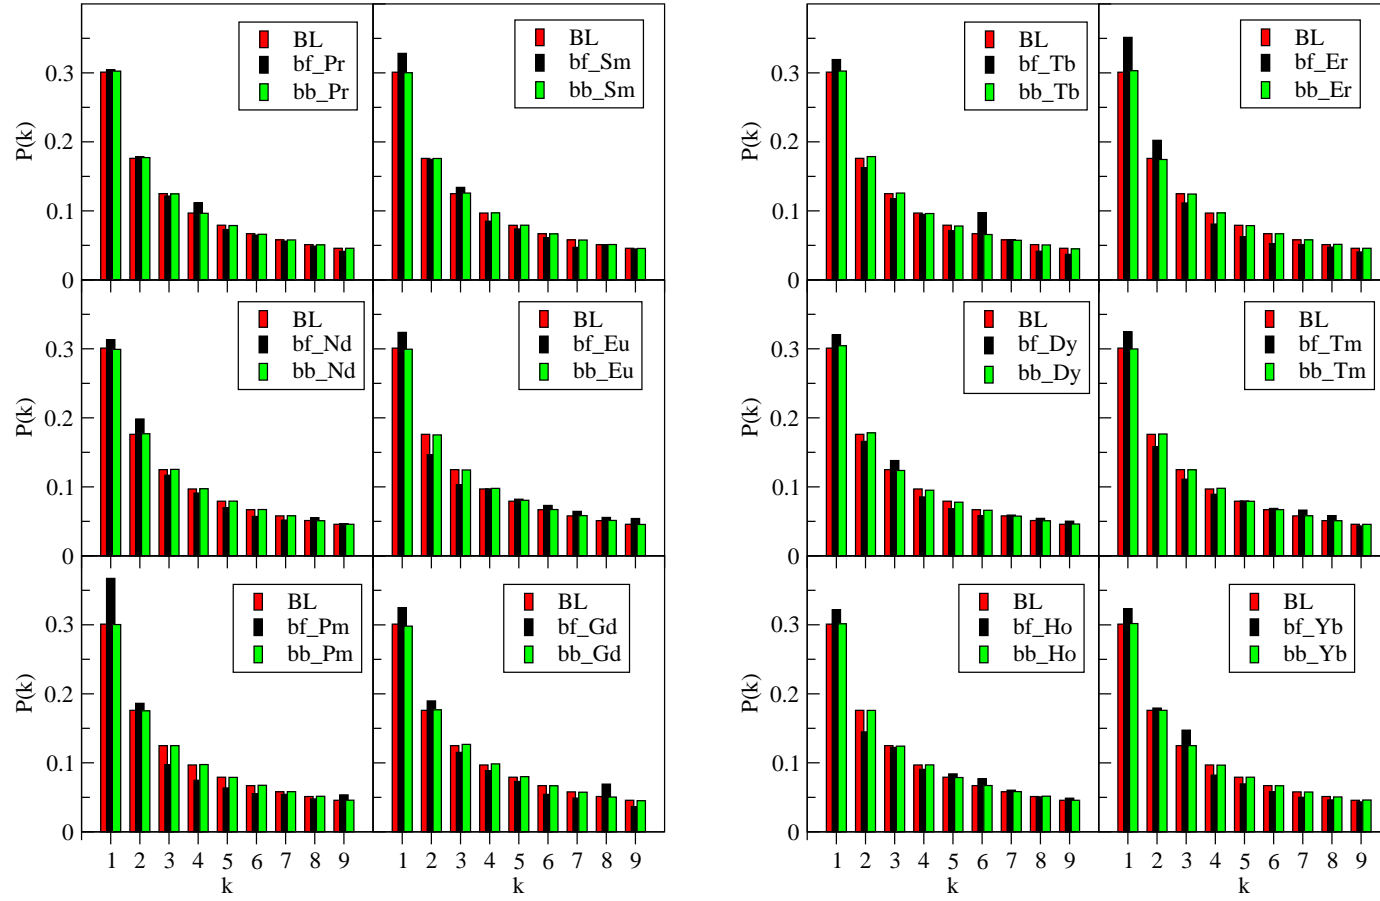 BL
bf_Pr
bb_Pr
BL
bf_Sm
bb_Sm
0.3
0.2
0.1
0
P(k)
BL
bf_Nd
bb_Nd
BL
bf_Eu
bb_Eu
0.3
0.2
0.1
0
P(k)
BL
bf_Pm
bb_Pm
BL
bf_Gd
bb_Gd
0.3
0.2
0.1
0
P(k)
1 2 3 4 5 6 7 8 9
k
1 2 3 4 5 6 7 8 9
k
BL
bf_Tb
bb_Tb
BL
bf_Er
bb_Er
0.3
0.2
0.1
0
P(k)
BL
bf_Dy
bb_Dy
BL
bf_Tm
bb_Tm
0.3
0.2
0.1
0
P(k)
BL
bf_Ho
bb_Ho
BL
bf_Yb
bb_Yb
0.3
0.2
0.1
0
P(k)
1 2 3 4 5 6 7 8 9
k
1 2 3 4 5 6 7 8 9
k